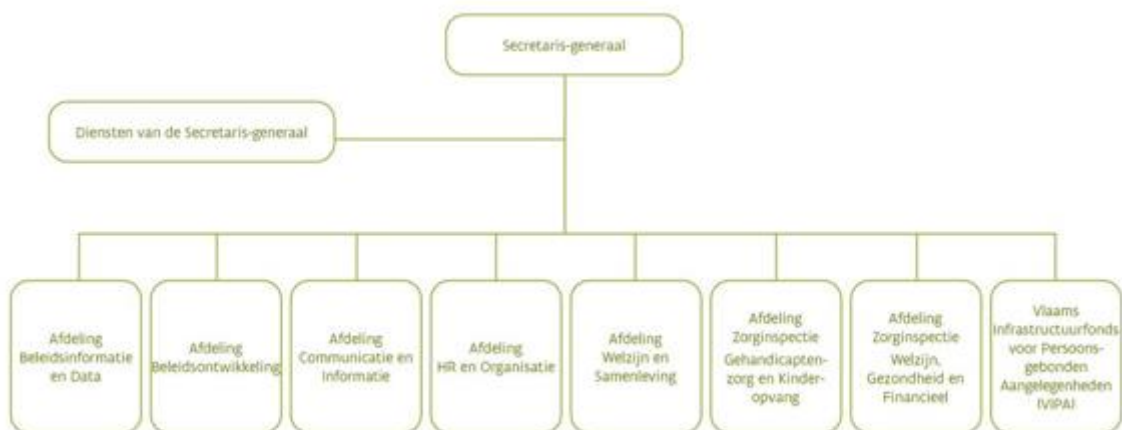 Secretaris-generaal
Diensten van de Secretaris-generaal
Afdeling
Beleidsinformatie
en Data
Afdeling
Beleidsontwikkeling
Afdeling
Communicatie en
Informatie
Afdeling
HR en Organisatie
Afdeling
Welzijn en
Samenleving
Afdeling
Zorginspectie
Gehandicapten-
zorg en Kinder-
opvang
Afdeling
Zorginspectie
Welzijn,
Gezondheid en
Financieel
Vlaams
Infrastructuurfonds
voor Persoons-
gebonden
Aangelegenheden
(VIPA)